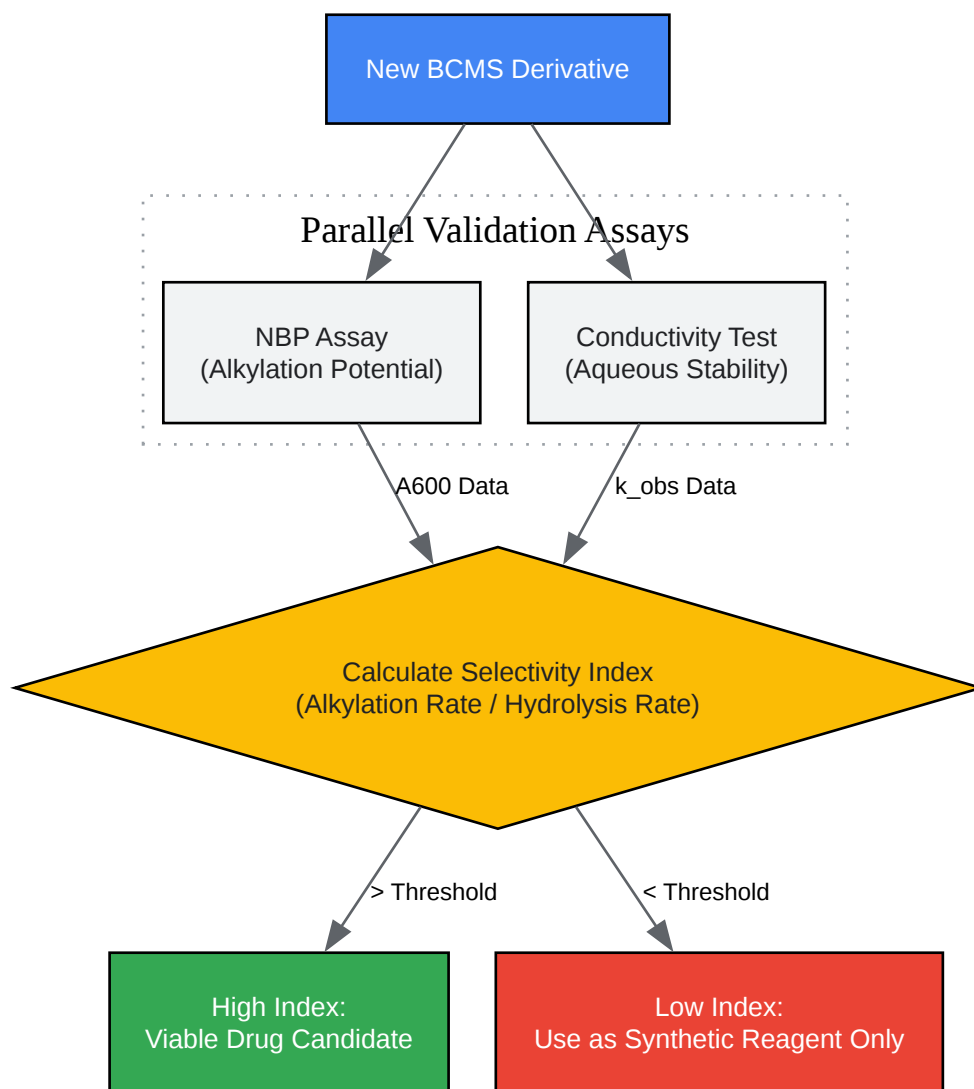 New BCMS Derivative
Parallel Validation Assays
NBP Assay
(Alkylation Potential)
Conductivity Test
(Aqueous Stability)
A600 Data
k_obs Data
Calculate Selectivity Index
(Alkylation Rate / Hydrolysis Rate)
> Threshold
< Threshold
High Index:
Viable Drug Candidate
Low Index:
Use as Synthetic Reagent Only